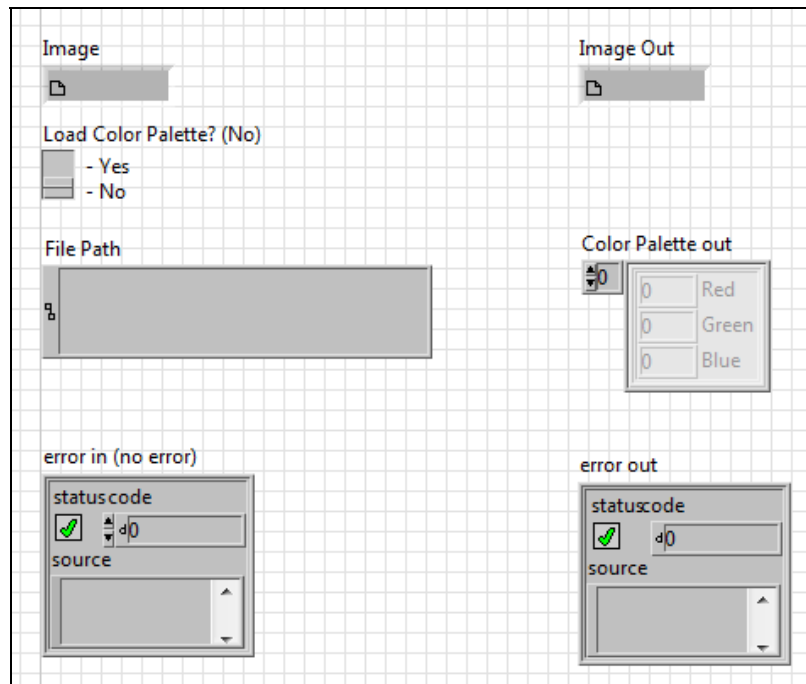 Image
Image Out
Load Color Palette? (No)
- Yes
- No
File Path
Color Palette out
0
0 Red
0 Green
0 Blue
error in (no error)
status code
d 0
source
error out
status code
d 0
source